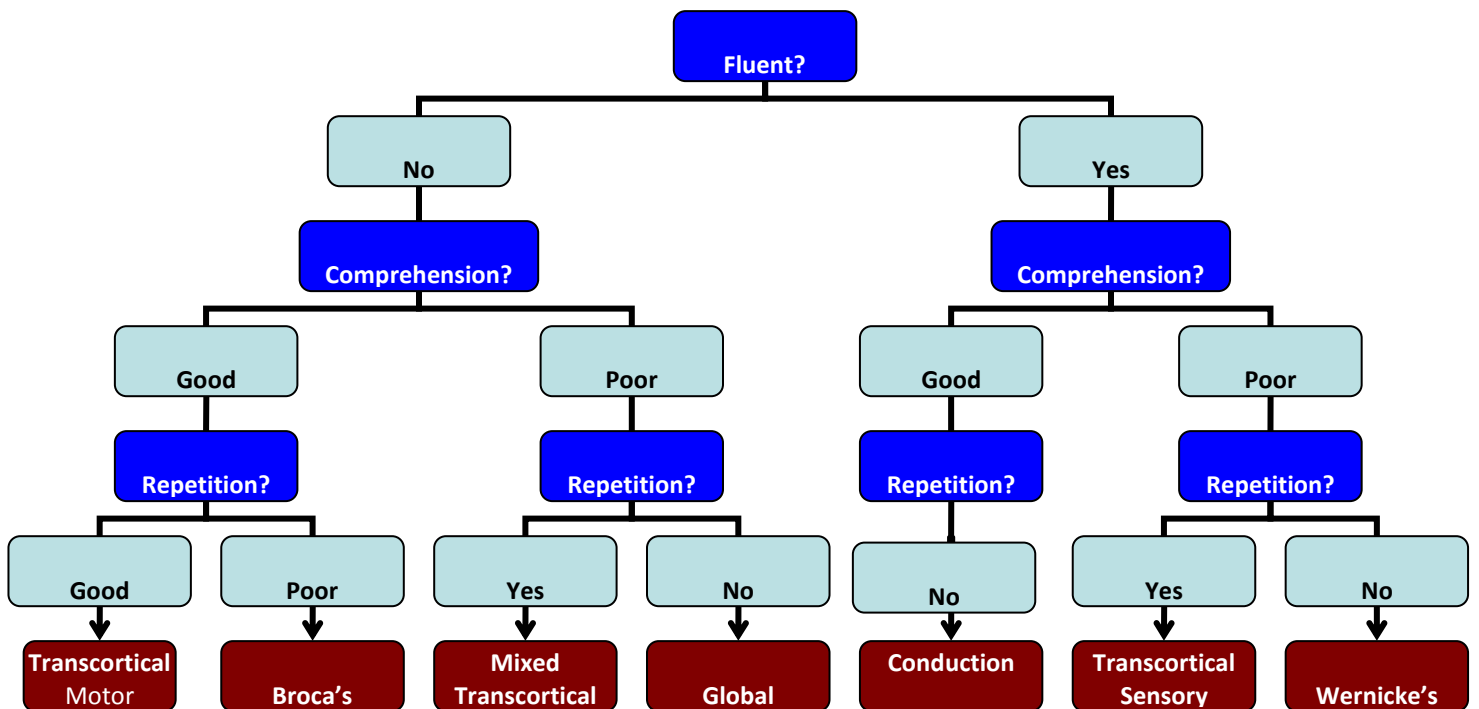 Fluent?
No
Yes
Comprehension?
Comprehension?
Good
Poor
Good
Poor
Repetition?
Repetition?
Repetition?
Repetition?
Good
Poor
Yes
No
No
Yes
No
Transcortical
Motor
Broca's
Mixed
Transcortical
Global
Conduction
Transcortical
Sensory
Wernicke's